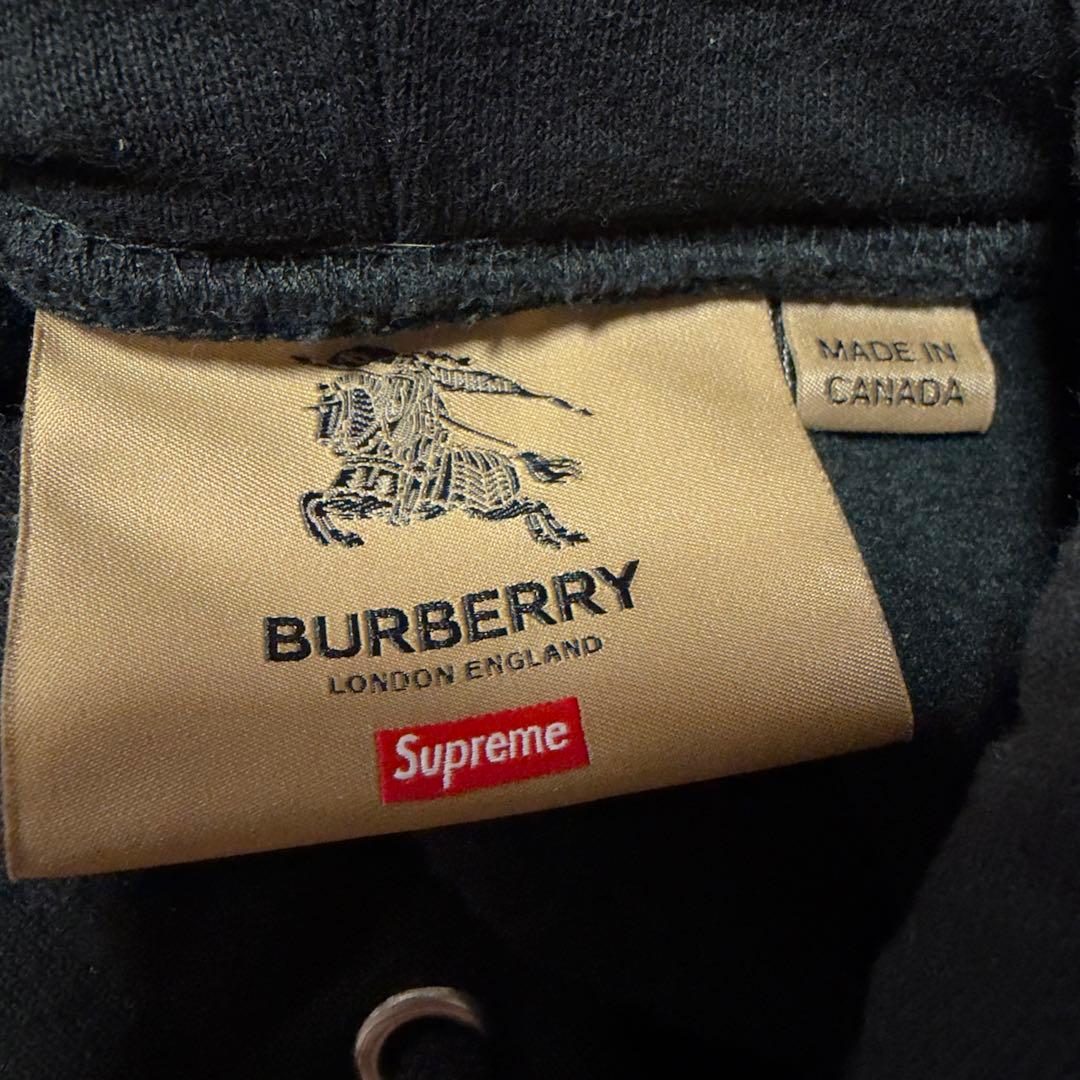 MADE IN
CANADA
BURBERRY
LONDON ENGLAND
Supreme